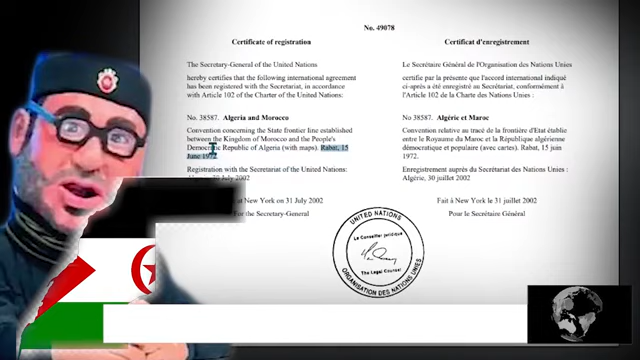 No. 49078
Certificate of registration
The Secretary-General of the United Nations
hereby certifies that the following international agreement
has been registered with the Secretariat, in accordance
with Article 102 of the Charter of the United Nations:
No. 38587. Algeria and Morocco
Convention concerning the State frontier line established
between the Kingdom of Morocco and the People's
Democratic Republic of Algeria (with maps). Rabat, 15
June 1972
Registration with the Secretariat of the United Nations:
30 July 2002
at New York on 31 July 2002
For the Secretary-General
Certificat d'enregistrement
Le Secrétaire Général de l'Organisation des Nations Unies
certifie par la présente que l'accord international indiqué
ci-après a été enregistré au Secrétariat, conformément à
l'Article 102 de la Charte des Nations Unies :
No. 38587. Algérie et Maroc
Convention relative au tracé de la frontière d'Etat établie
entre le Royaume du Maroc et la République algérienne
démocratique et populaire (avec cartes). Rabat, 15 juin
1972.
Enregistrement auprès du Secrétariat des Nations Unies :
Algérie, 30 juillet 2002
Fait à New York le 31 juillet 2002
Pour le Secrétaire Général
UNITED NATIONS
Le Conseiller juridique
The Legal Counsel
ORGANISATION DES NATIONS UNIES